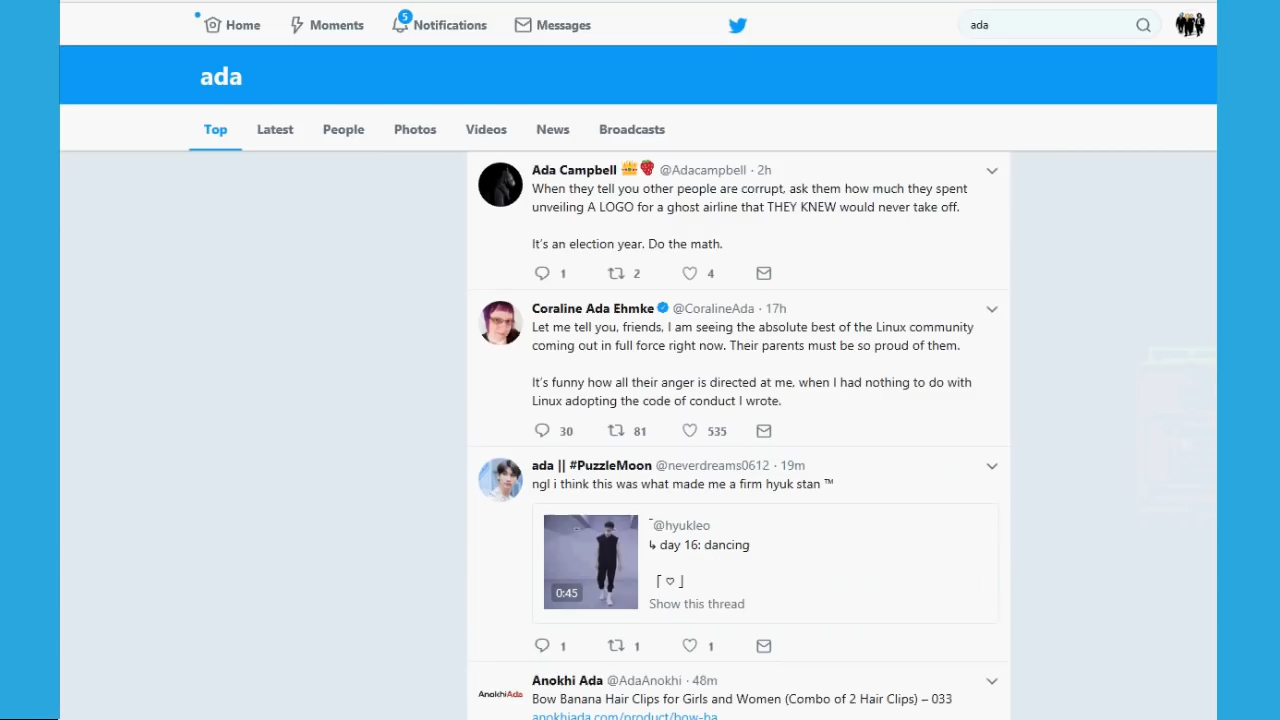 Home
Moments
5
Notifications
Messages
ada
ada
Top
Latest
People
Photos
Videos
News
Broadcasts
Ada Campbell 👑🍓 @Adacampbell · 2h
When they tell you other people are corrupt, ask them how much they spent
unveiling A LOGO for a ghost airline that THEY KNEW would never take off.
It's an election year. Do the math.
1 2 4
Coraline Ada Ehmke @CoralineAda · 17h
Let me tell you, friends, I am seeing the absolute best of the Linux community
coming out in full force right now. Their parents must be so proud of them.
It's funny how all their anger is directed at me, when I had nothing to do with
Linux adopting the code of conduct I wrote.
30 81 535
ada || #PuzzleMoon @neverdreams0612 · 19m
ngl i think this was what made me a firm hyuk stan ™
0:45
‾@hyukleo
↳ day 16: dancing
「 ♡ 」
Show this thread
1 1 1
AnokhiAda
Anokhi Ada @AdaAnokhi · 48m
Bow Banana Hair Clips for Girls and Women (Combo of 2 Hair Clips) – 033
anokhiada.com/product/bow-ba